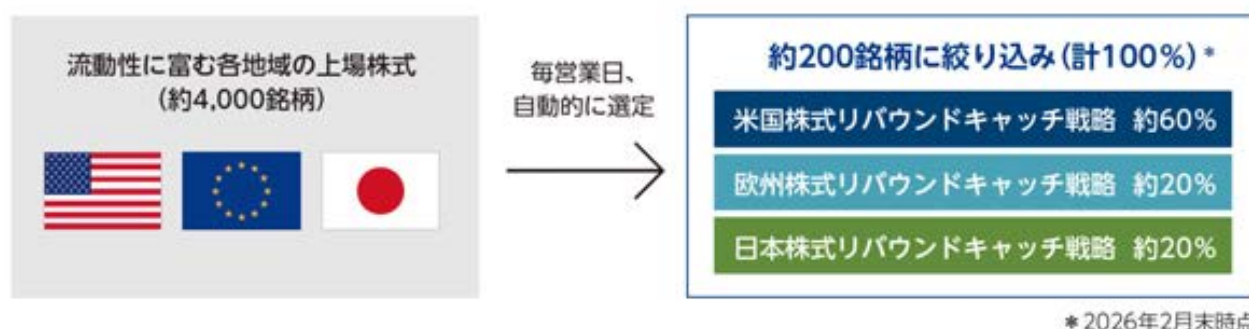 流動性に富む各地域の上場株式
(約4,000銘柄)
毎営業日、
自動的に選定
約200銘柄に絞り込み(計100%)*
米国株式リバウンドキャッチ戦略 約60%
欧州株式リバウンドキャッチ戦略 約20%
日本株式リバウンドキャッチ戦略 約20%
*2026年2月末時点